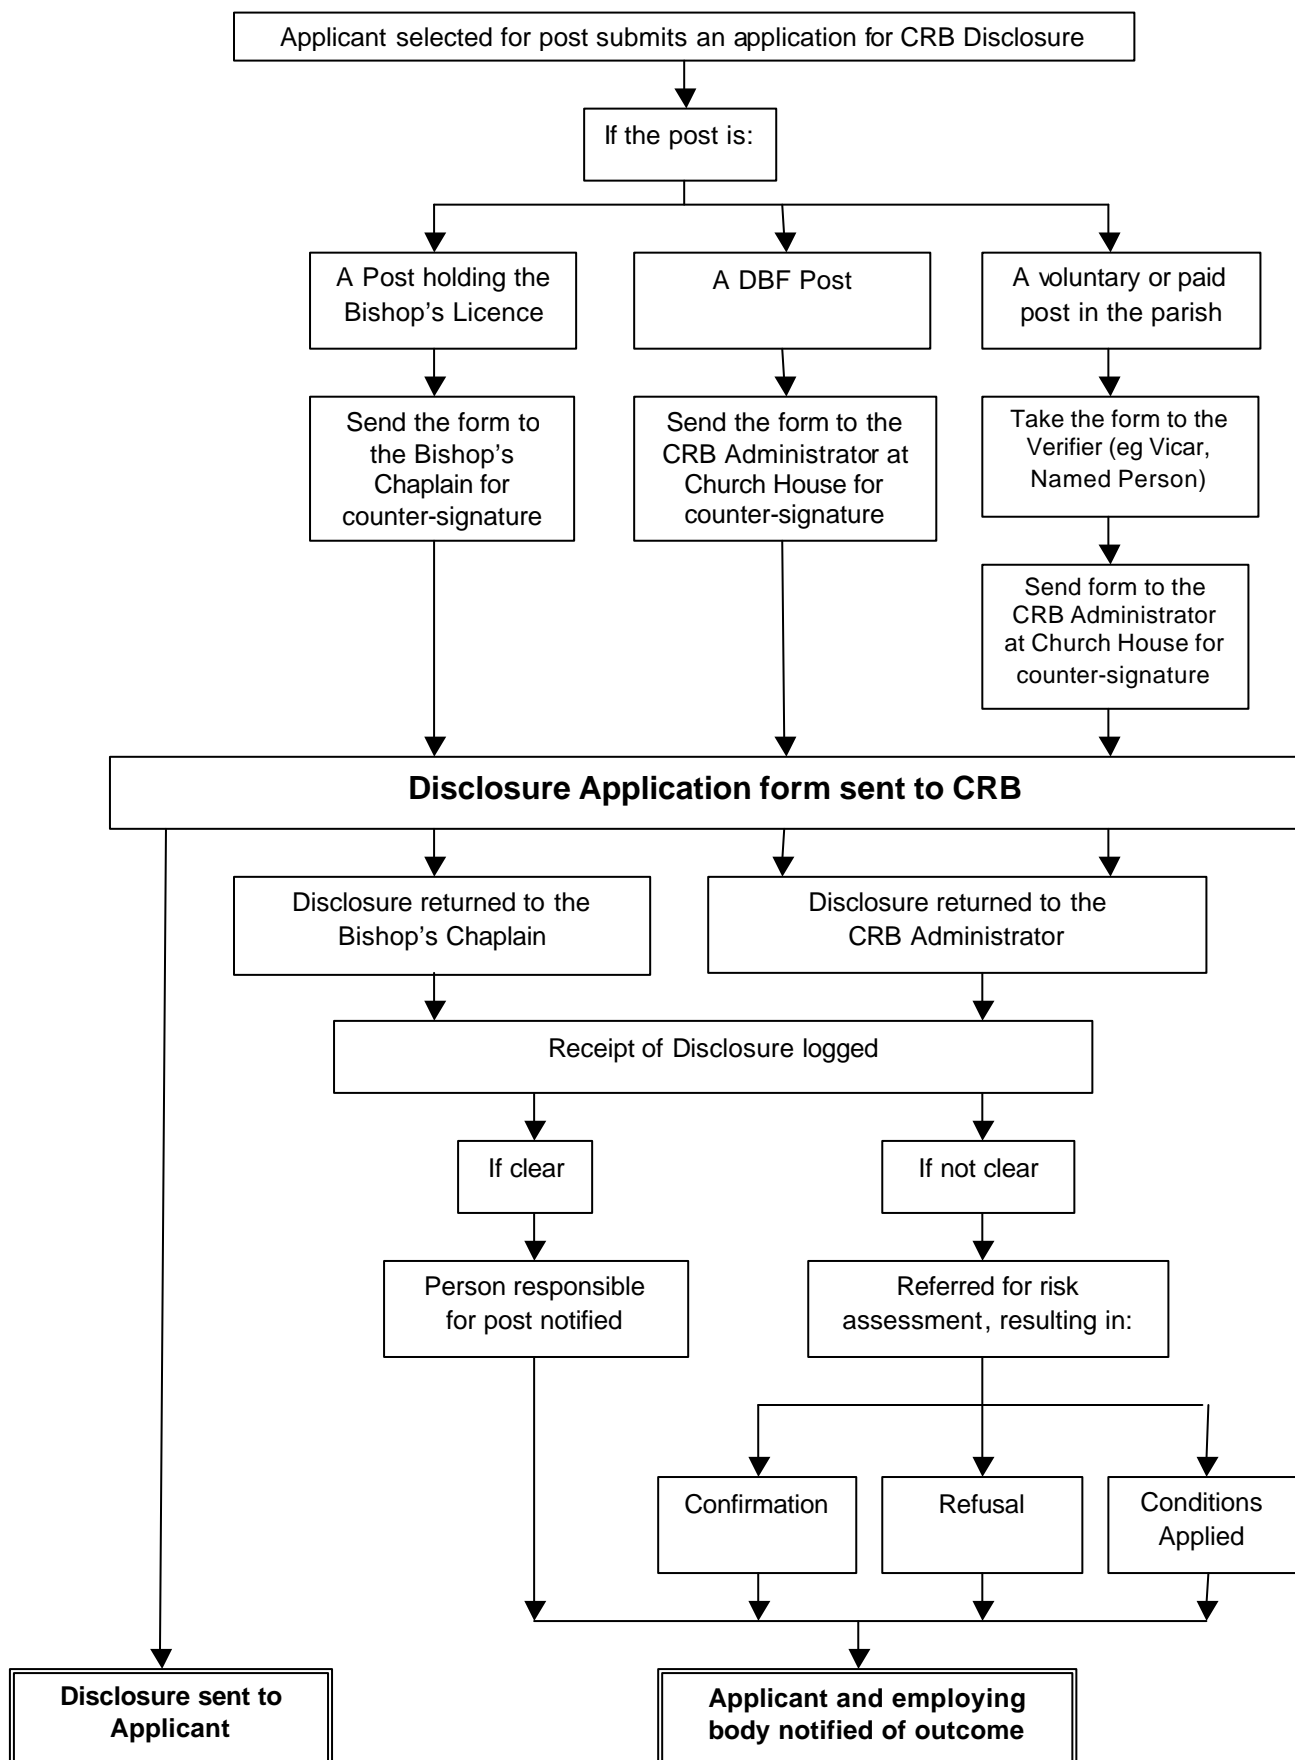 Applicant selected for post submits an application for CRB Disclosure
If the post is:
A Post holding the
Bishop's Licence
A DBF Post
A voluntary or paid
post in the parish
Send the form to
the Bishop's
Chaplain for
counter-signature
Send the form to the
CRB Administrator at
Church House for
counter-signature
Take the form to the
Verifier (eg Vicar,
Named Person)
Send form to the
CRB Administrator
at Church House for
counter-signature
Disclosure Application form sent to CRB
Disclosure returned to the
Bishop's Chaplain
Disclosure returned to the
CRB Administrator
Receipt of Disclosure logged
If clear
If not clear
Person responsible
for post notified
Referred for risk
assessment, resulting in:
Confirmation
Refusal
Conditions
Applied
Disclosure sent to
Applicant
Applicant and employing
body notified of outcome